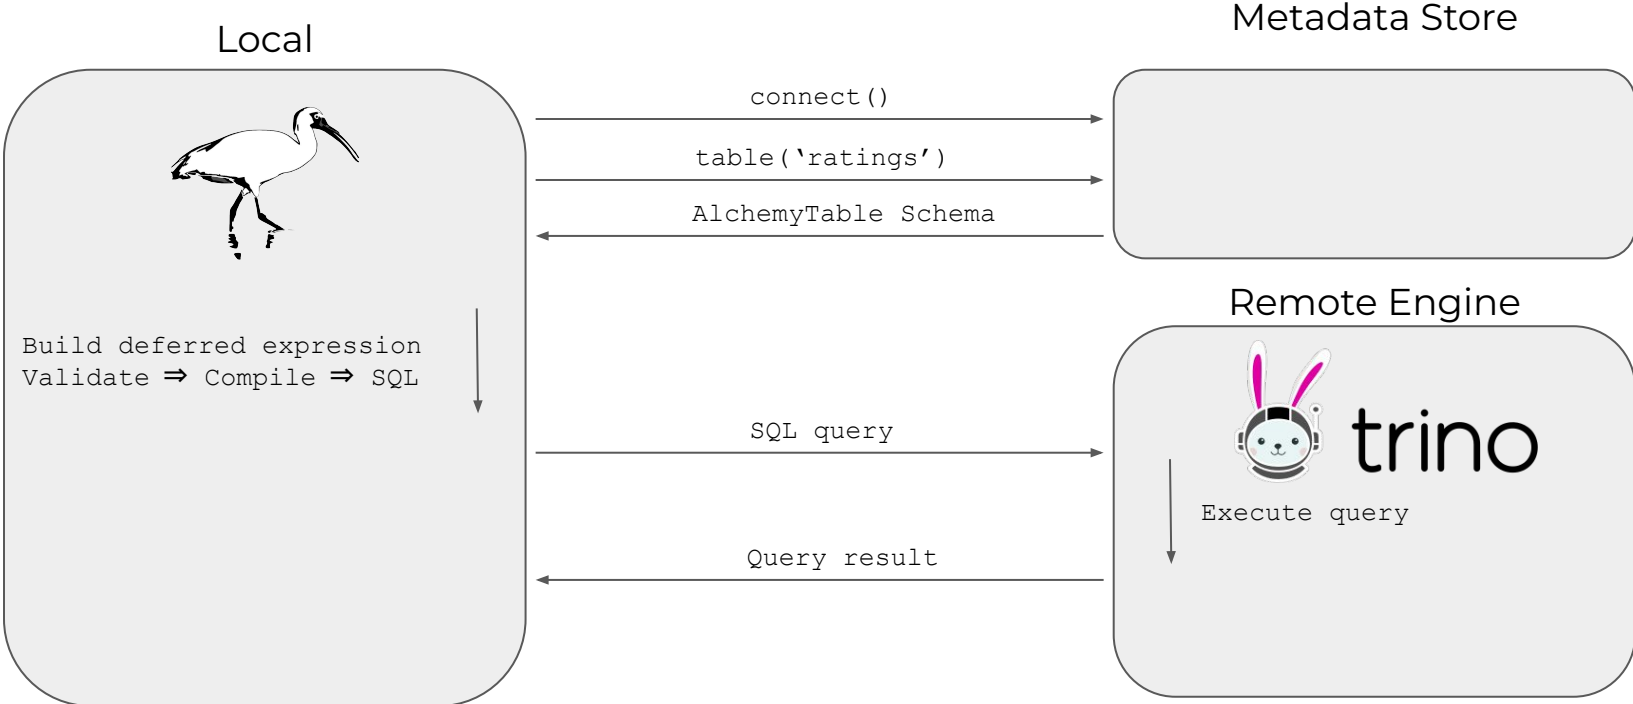 Local
Metadata Store
connect()
table(‘ratings’)
AlchemyTable Schema
Build deferred expression
Validate ⇒ Compile ⇒ SQL
Remote Engine
trino
SQL query
Execute query
Query result